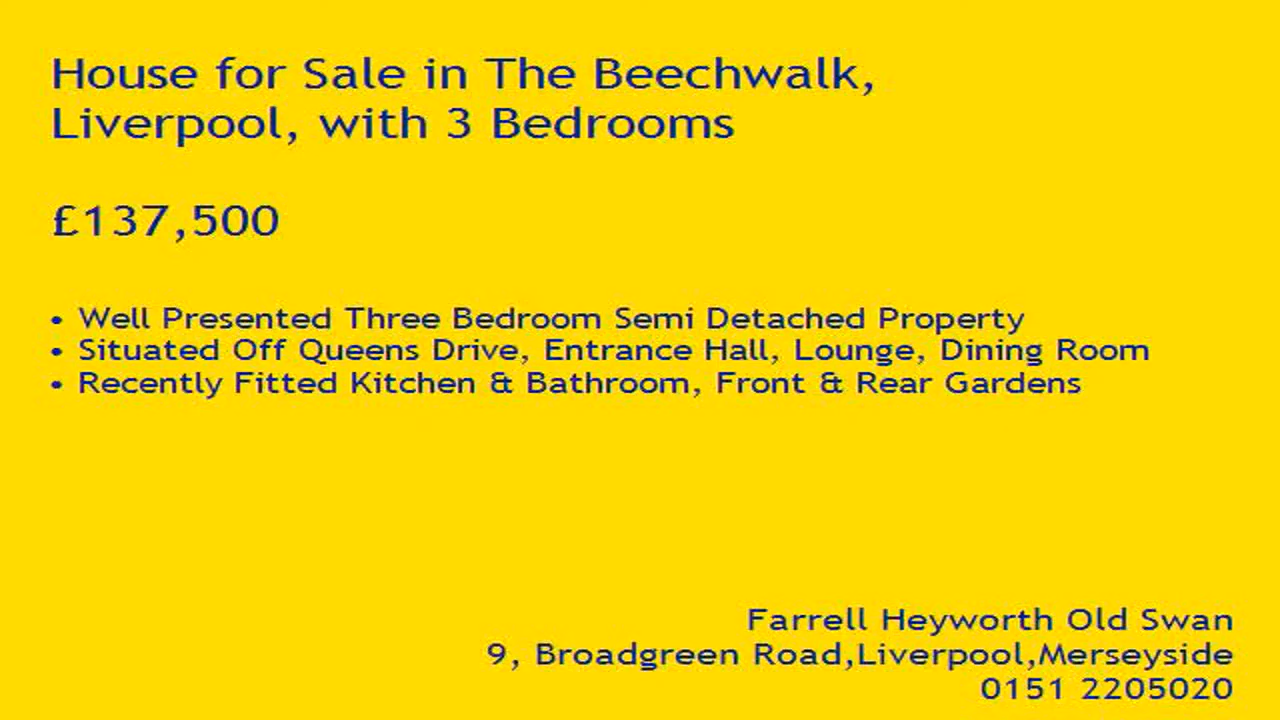 House for Sale in The Beechwalk,
Liverpool, with 3 Bedrooms
£137,500
• Well Presented Three Bedroom Semi Detached Property
• Situated Off Queens Drive, Entrance Hall, Lounge, Dining Room
• Recently Fitted Kitchen & Bathroom, Front & Rear Gardens
Farrell Heyworth Old Swan
9, Broadgreen Road,Liverpool,Merseyside
0151 2205020